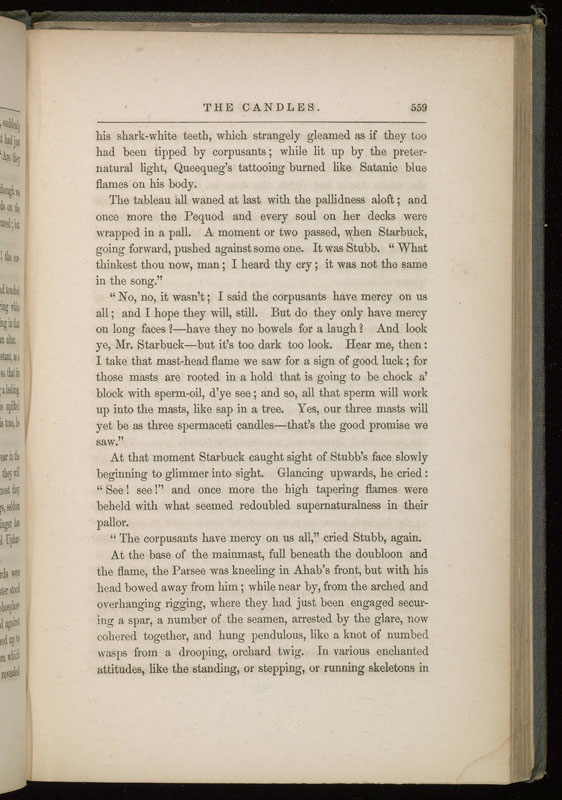 THE CANDLES. 559
his shark-white teeth, which strangely gleamed as if they too
had been tipped by corpusants; while lit up by the preter-
natural light, Queequeg's tattooing burned like Satanic blue
flames on his body.
The tableau all waned at last with the pallidness aloft; and
once more the Pequod and every soul on her decks were
wrapped in a pall. A moment or two passed, when Starbuck,
going forward, pushed against some one. It was Stubb. "What
thinkest thou now, man; I heard thy cry; it was not the same
in the song."
"No, no, it wasn't; I said the corpusants have mercy on us
all; and I hope they will, still. But do they only have mercy
on long faces?—have they no bowels for a laugh? And look
ye, Mr. Starbuck—but it's too dark too look. Hear me, then:
I take that mast-head flame we saw for a sign of good luck; for
those masts are rooted in a hold that is going to be chock a'
block with sperm-oil, d'ye see; and so, all that sperm will work
up into the masts, like sap in a tree. Yes, our three masts will
yet be as three spermaceti candles—that's the good promise we
saw."
At that moment Starbuck caught sight of Stubb's face slowly
beginning to glimmer into sight. Glancing upwards, he cried:
"See! see!" and once more the high tapering flames were
beheld with what seemed redoubled supernaturalness in their
pallor.
"The corpusants have mercy on us all," cried Stubb, again.
At the base of the mainmast, full beneath the doubloon and
the flame, the Parsee was kneeling in Ahab's front, but with his
head bowed away from him; while near by, from the arched and
overhanging rigging, where they had just been engaged secur-
ing a spar, a number of the seamen, arrested by the glare, now
cohered together, and hung pendulous, like a knot of numbed
wasps from a drooping, orchard twig. In various enchanted
attitudes, like the standing, or stepping, or running skeletons in